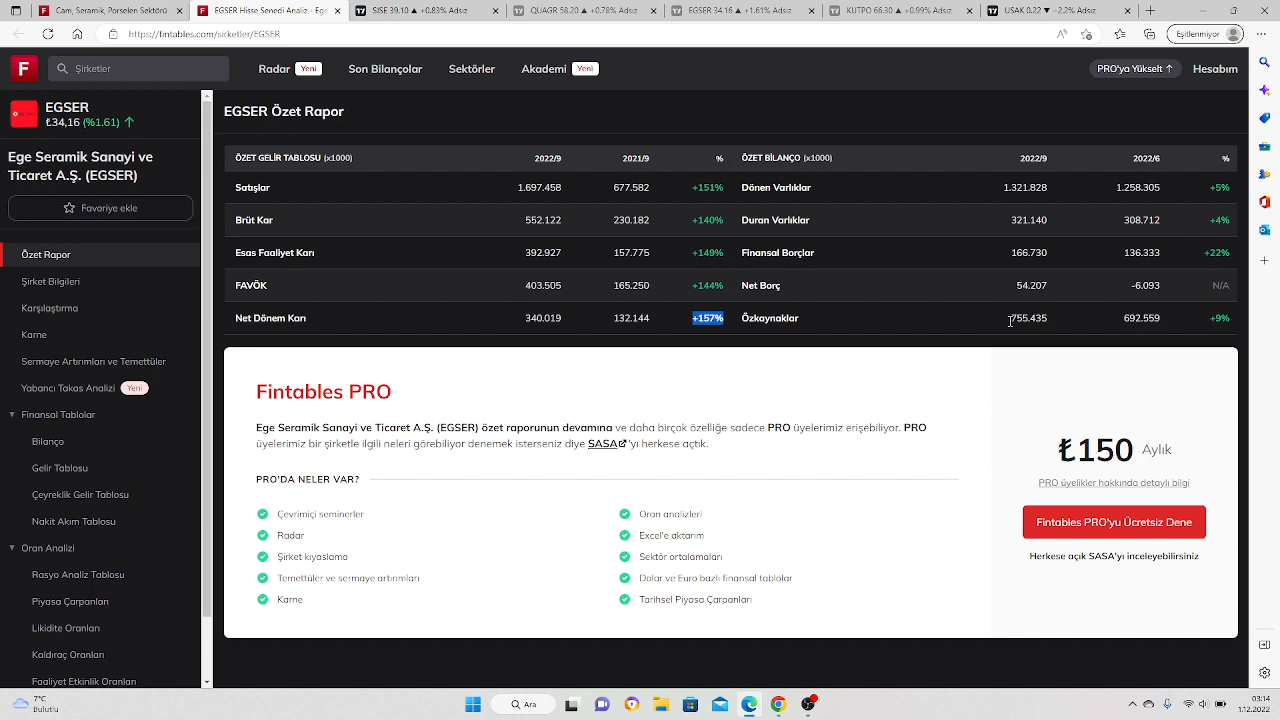 Cam, Seramik, Porselen Sektörü
EGSER Hisse Senedi Analiz - Ege
SISE 39.10 ▲ +0.83% Adsız
QUAGR 38.20 ▲ +0.78% Adsız
EGSER 34.16 ▲ +1.61% Adsız
KUTPO 66.30 ▲ +0.99% Adsız
USAK 0.22 ▼ −2.2% Adsız
https://fintables.com/sirketler/EGSER
Eşitlenmiyor
F
Şirketler
Radar Yeni
Son Bilançolar
Sektörler
Akademi Yeni
PRO'ya Yükselt ↑
Hesabım
EGSER
₺34,16 (%1.61) ↑
Ege Seramik Sanayi ve
Ticaret A.Ş. (EGSER)
Favoriye ekle
Özet Rapor
Şirket Bilgileri
Karşılaştırma
Karne
Sermaye Artırımları ve Temettüler
Yabancı Takas Analizi Yeni
Finansal Tablolar
Bilanço
Gelir Tablosu
Çeyreklik Gelir Tablosu
Nakit Akım Tablosu
Oran Analizi
Rasyo Analiz Tablosu
Piyasa Çarpanları
Likidite Oranları
Kaldıraç Oranları
Faaliyet Etkinlik Oranları
EGSER Özet Rapor
ÖZET GELİR TABLOSU (x1000) 2022/9 2021/9 % ÖZET BİLANÇO (x1000) 2022/9 2022/6 %
Satışlar 677.382 +151% Dönen Varlıklar 1.321.828 1.258.305 +5%
Brüt Kar 552.122 230.182 +140% Duran Varlıklar 321.140 308.712 +4%
Esas Faaliyet Karı 392.927 157.775 +149% Finansal Borçlar 166.730 136.333 +22%
FAVÖK 403.505 165.250 +144% Net Borç 54.207 -6.093 N/A
Net Dönem Karı 340.019 132.144 +157% Özkaynaklar 755.435 692.559 +9%
Fintables PRO
Ege Seramik Sanayi ve Ticaret A.Ş. (EGSER) özet raporunun devamına ve daha birçok özelliğe sadece PRO üyelerimiz erişebiliyor. PRO
üyelerimiz bir şirketle ilgili neleri görebiliyor denemek isterseniz diye SASA'yı herkese açtık.
PRO'DA NELER VAR?
Çevrimiçi seminerler
Radar
Şirket kıyaslama
Temettüler ve sermaye artırımları
Karne
Oran analizleri
Excel'e aktarım
Sektör ortalamaları
Dolar ve Euro bazlı finansal tablolar
Tarihsel Piyasa Çarpanları
₺150 Aylık
PRO üyelikler hakkında detaylı bilgi
Fintables PRO'yu Ücretsiz Dene
Herkese açık SASA'yı inceleyebilirsiniz
7°C
Bulutlu
Ara
03:14
1.12.2022